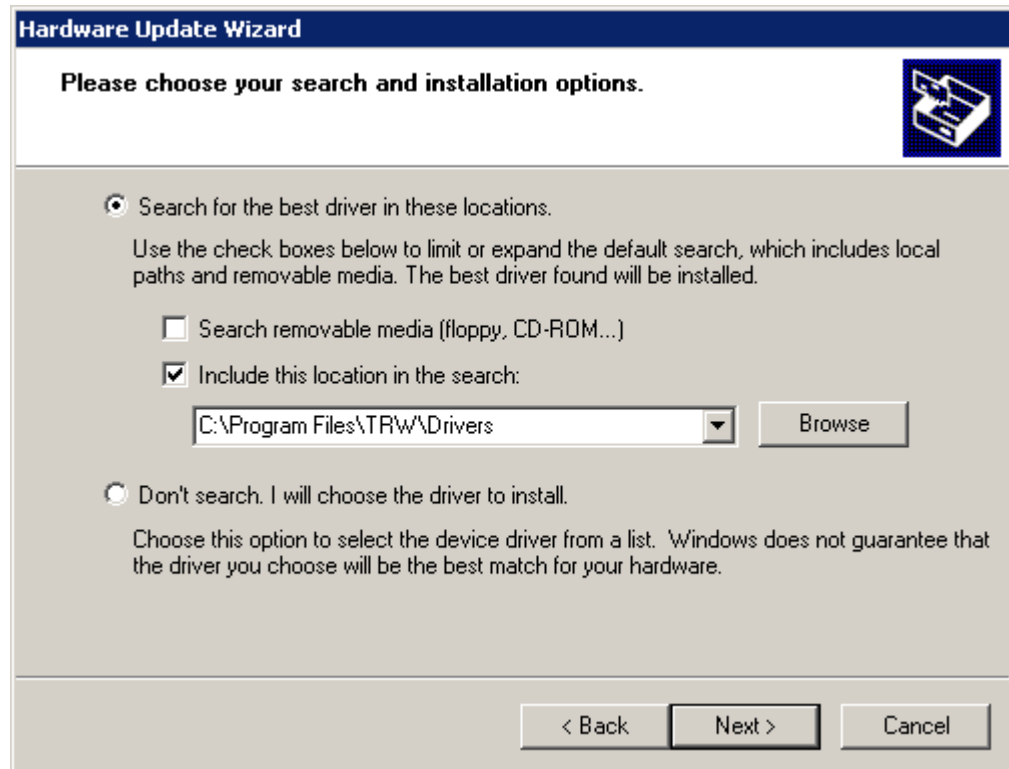 Hardware Update Wizard
Please choose your search and installation options.
Search for the best driver in these locations.
Use the check boxes below to limit or expand the default search, which includes local
paths and removable media. The best driver found will be installed.
Search removable media (floppy, CD-ROM...)
Include this location in the search:
C:\Program Files\TRW\Drivers
Browse
Don't search. I will choose the driver to install.
Choose this option to select the device driver from a list. Windows does not guarantee that
the driver you choose will be the best match for your hardware.
< Back
Next >
Cancel